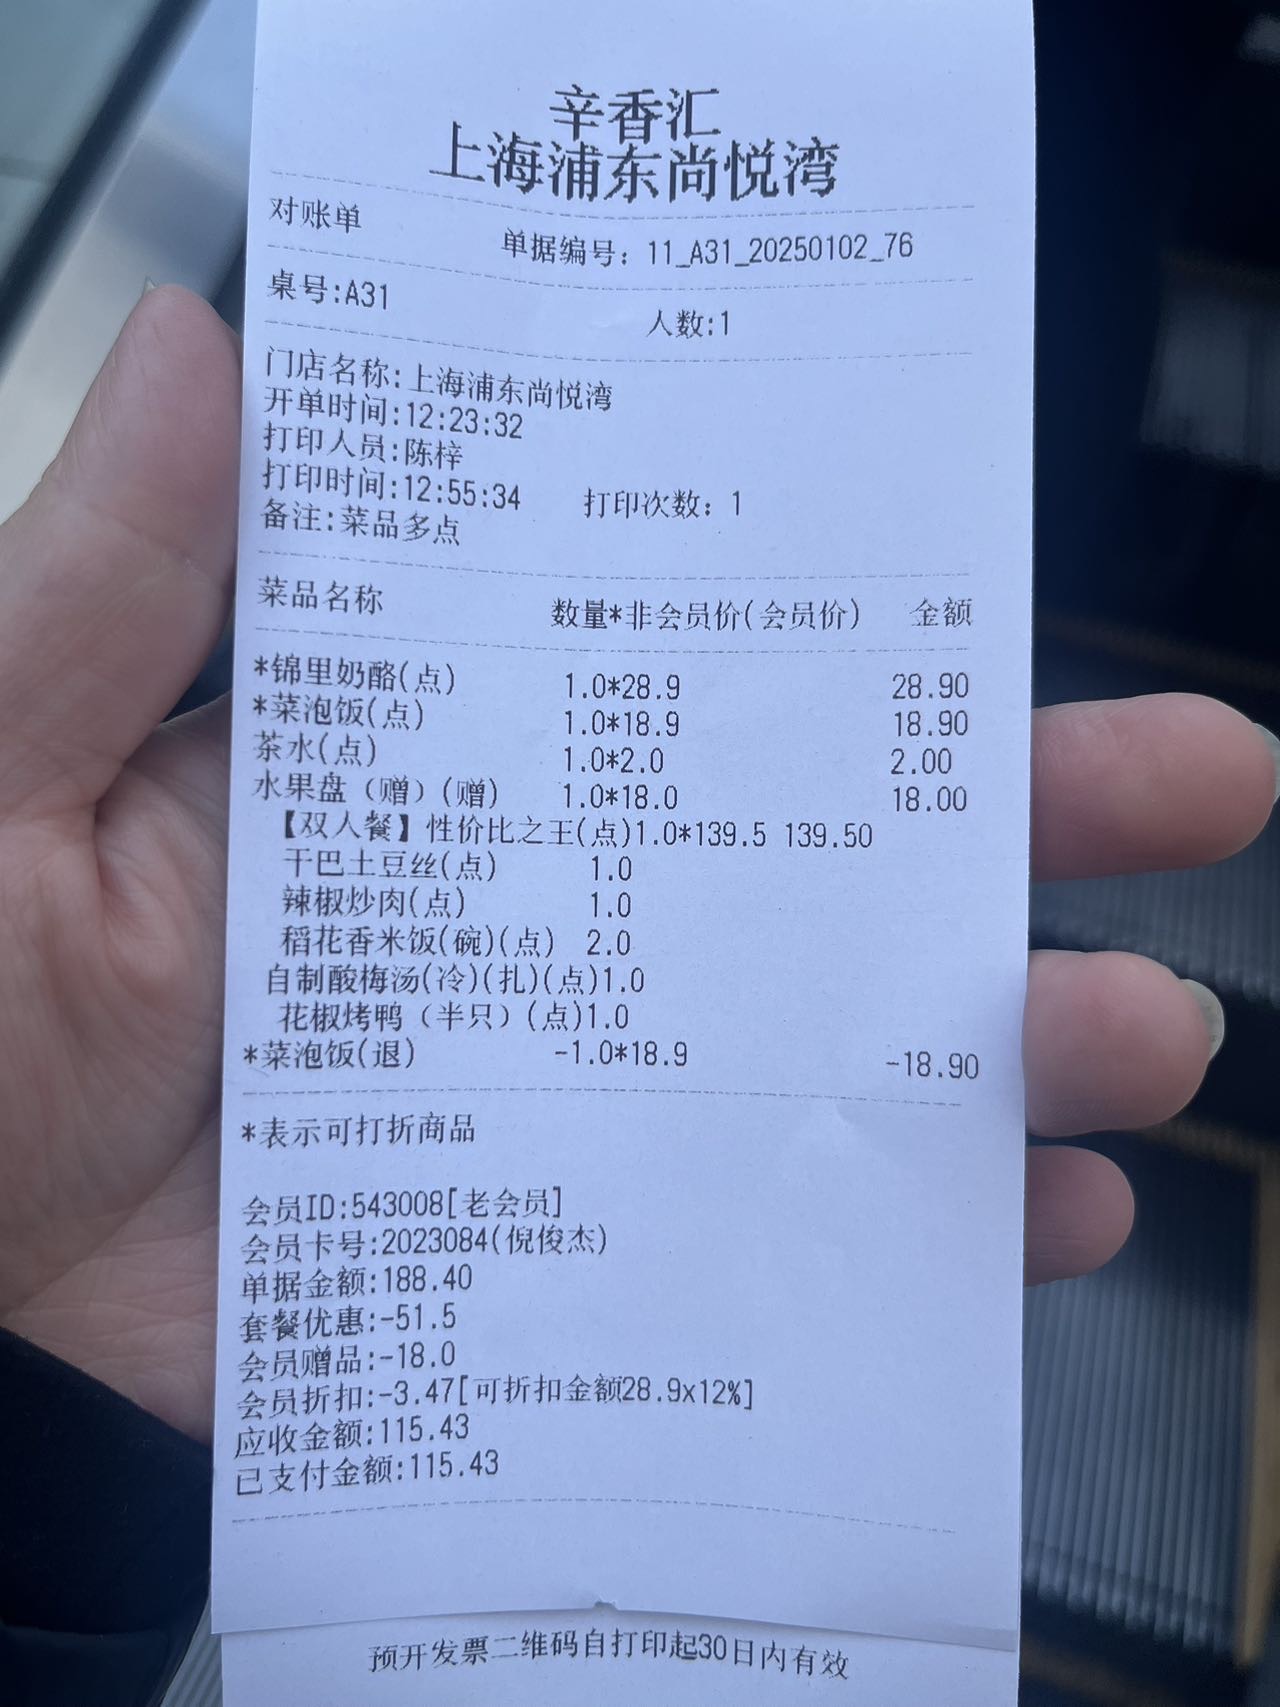 辛香汇
上海浦东尚悦湾
对账单
单据编号：11_A31_20250102_76
桌号:A31
人数:1
门店名称:上海浦东尚悦湾
开单时间:12:23:32
打印人员:陈梓
打印时间:12:55:34 打印次数：1
备注:菜品多点
菜品名称 数量*非会员价(会员价) 金额
*锦里奶酪(点) 1.0*28.9 28.90
*菜泡饭(点) 1.0*18.9 18.90
茶水(点) 1.0*2.0 2.00
水果盘（赠）(赠) 1.0*18.0 18.00
【双人餐】性价比之王(点)1.0*139.5 139.50
干巴土豆丝(点) 1.0
辣椒炒肉(点) 1.0
稻花香米饭(碗)(点) 2.0
自制酸梅汤(冷)(扎)(点)1.0
花椒烤鸭（半只）(点)1.0
*菜泡饭(退) -1.0*18.9 -18.90
*表示可打折商品
会员ID:543008[老会员]
会员卡号:2023084(倪俊杰)
单据金额:188.40
套餐优惠:-51.5
会员赠品:-18.0
会员折扣:-3.47[可折扣金额28.9x12%]
应收金额:115.43
已支付金额:115.43
预开发票二维码自打印起30日内有效